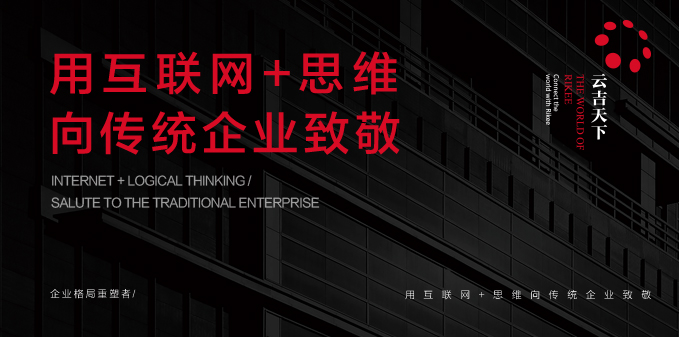 用互联网+思维
向传统企业致敬
INTERNET + LOGICAL THINKING /
SALUTE TO THE TRADITIONAL ENTERPRISE
云吉天下
THE WORLD OF
RIKEE
Connect the
world with Rikee
企业格局重塑者/
用互联网+思维向传统企业致敬